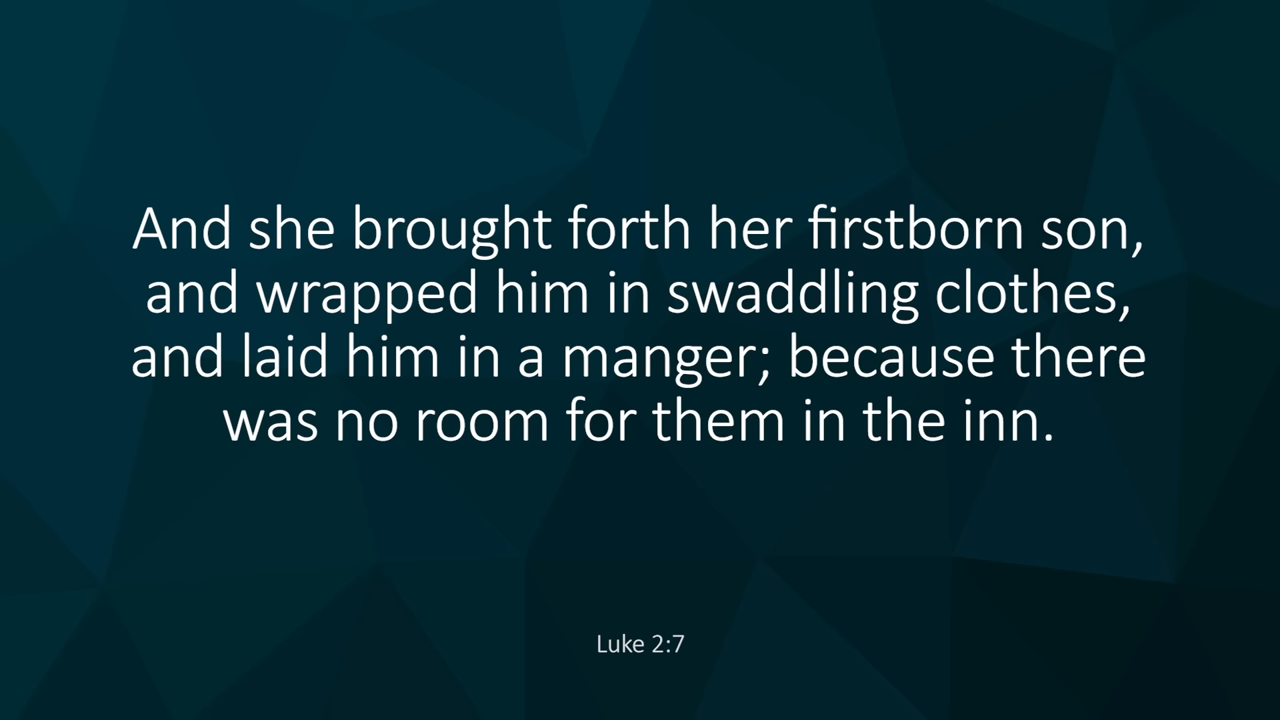 And she brought forth her firstborn son,
and wrapped him in swaddling clothes,
and laid him in a manger; because there
was no room for them in the inn.
Luke 2:7